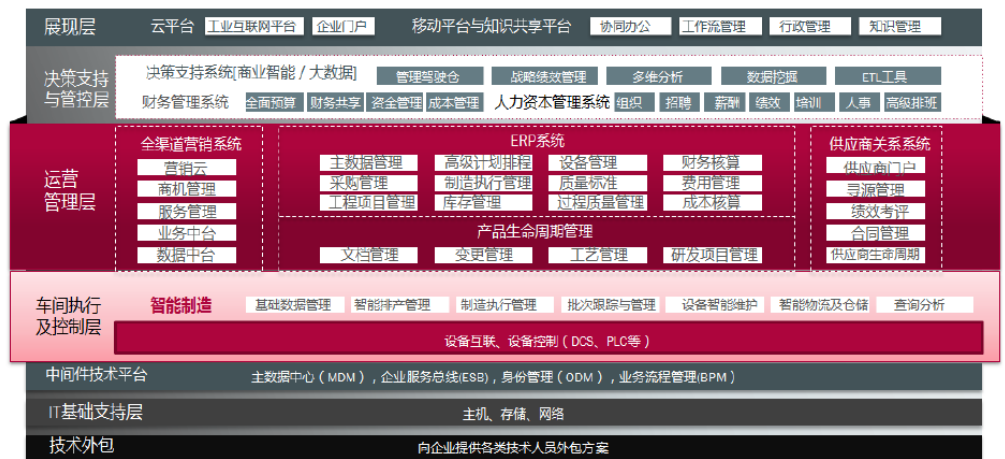 展现层 云平台 工业互联网平台 企业门户 移动平台与知识共享平台 协同办公 工作流管理 行政管理 知识管理
决策支持与管控层
决策支持系统[商业智能 / 大数据] 管理驾驶仓 战略绩效管理 多维分析 数据挖掘 ETL工具
财务管理系统 全面预算 财务共享 资金管理 成本管理 人力资本管理系统 组织 招聘 薪酬 绩效 培训 人事 高级排班
运营
管理层
全渠道营销系统
营销云
商机管理
服务管理
业务中台
数据中台
ERP系统
主数据管理 高级计划排程 设备管理 财务核算
采购管理 制造执行管理 质量标准 费用管理
工程项目管理 库存管理 过程质量管理 成本核算
产品生命周期管理
文档管理 变更管理 工艺管理 研发项目管理
供应商关系系统
供应商门户
寻源管理
绩效考评
合同管理
供应商生命周期
车间执行
及控制层
智能制造 基础数据管理 智能排产管理 制造执行管理 批次跟踪与管理 设备智能维护 智能物流及仓储 查询分析
设备互联、设备控制（DCS、PLC等）
中间件技术平台 主数据中心（MDM）, 企业服务总线(ESB) , 身份管理（ODM）, 业务流程管理(BPM）
IT基础支持层 主机、存储、网络
技术外包 向企业提供各类技术人员外包方案